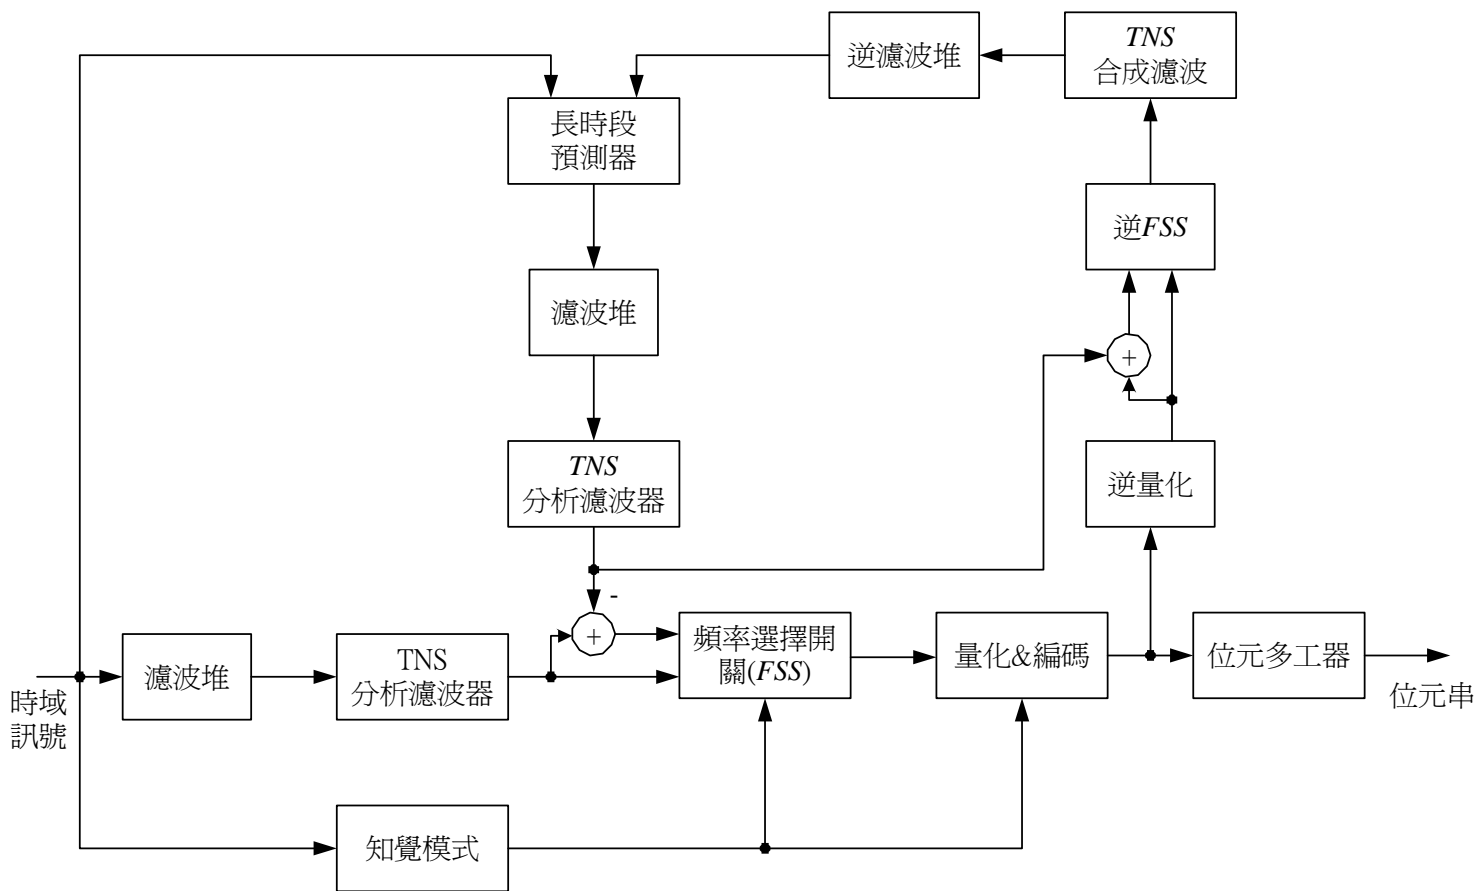 逆濾波堆
TNS
合成濾波
長時段
預測器
逆FSS
濾波堆
+
TNS
分析濾波器
逆量化
-
+
頻率選擇開
關(FSS)
量化&編碼
位元多工器
濾波堆
TNS
分析濾波器
時域
訊號
位元串
知覺模式